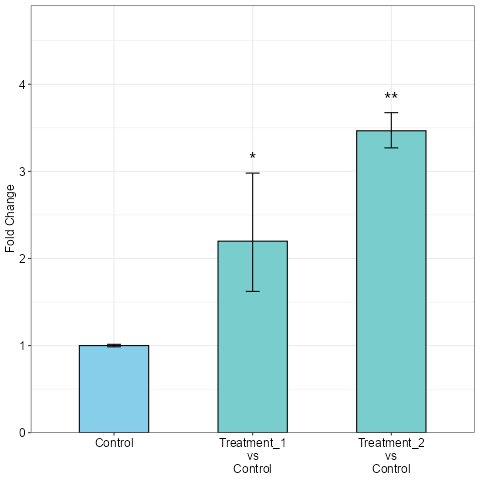 **
4
*
3
Fold Change
2
1
0
Control
Treatment_1
vs
Control
Treatment_2
vs
Control